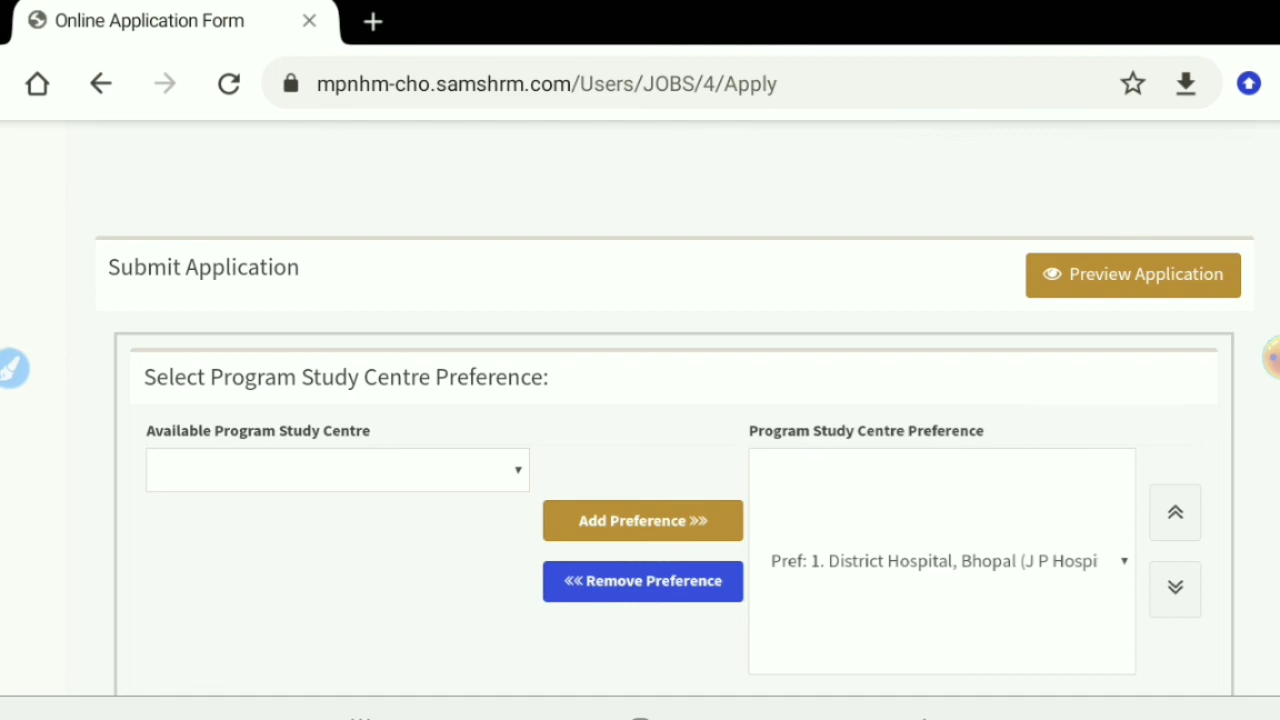 Online Application Form
mpnhm-cho.samshrm.com/Users/JOBS/4/Apply
Submit Application
Preview Application
Select Program Study Centre Preference:
Available Program Study Centre
Program Study Centre Preference
Add Preference »»
«« Remove Preference
Pref: 1. District Hospital, Bhopal (J P Hospi